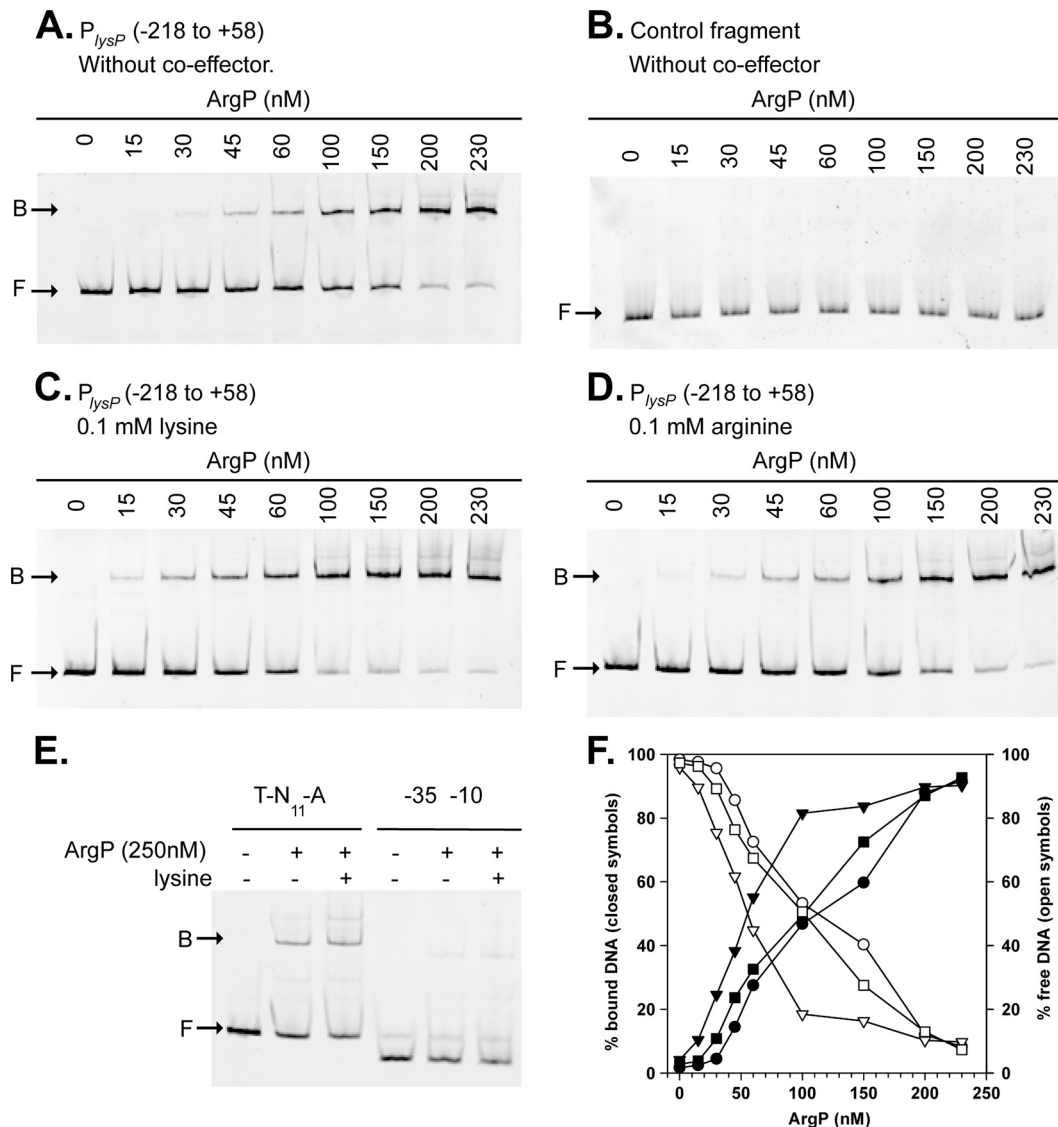 A. PlysP (-218 to +58)
Without co-effector.
ArgP (nM)
0 15 30 45 60 100 150 200 230
B
F
B. Control fragment
Without co-effector
ArgP (nM)
0 15 30 45 60 100 150 200 230
F
C. PlysP (-218 to +58)
0.1 mM lysine
ArgP (nM)
0 15 30 45 60 100 150 200 230
B
F
D. PlysP (-218 to +58)
0.1 mM arginine
ArgP (nM)
0 15 30 45 60 100 150 200 230
B
F
E.
T-N11-A -35 -10
ArgP (250nM) - + + - + +
lysine - - + - - +
B
F
F.
% bound DNA (closed symbols)
100
80
60
40
20
0
% free DNA (open symbols)
100
80
60
40
20
0
0 50 100 150 200 250
ArgP (nM)